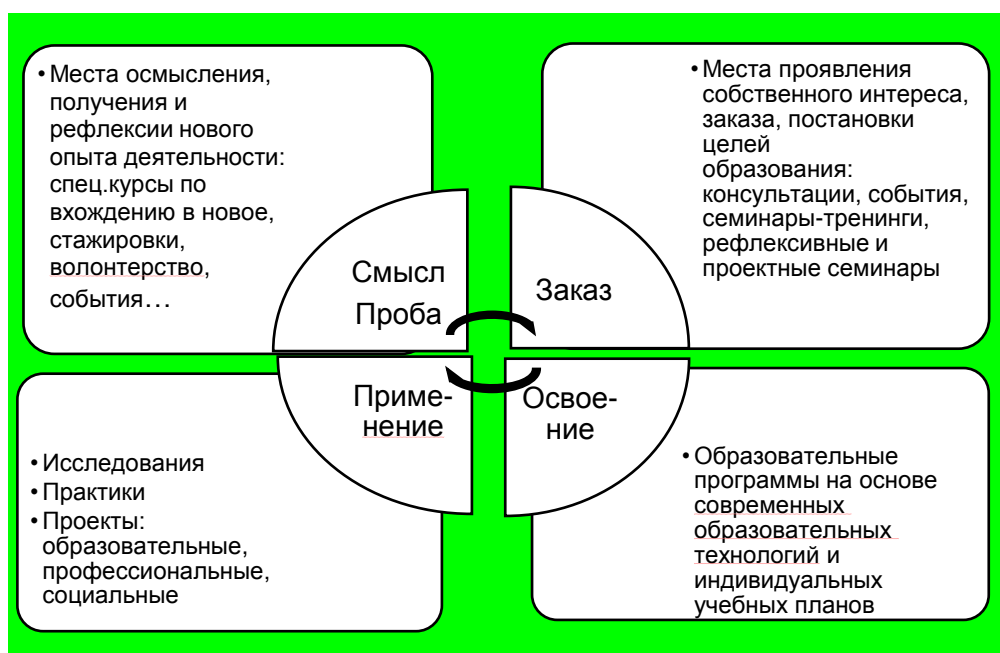 • Места осмысления,
получения и
рефлексии нового
опыта деятельности:
спец.курсы по
вхождению в новое,
стажировки,
волонтерство,
события…
• Места проявления
собственного интереса,
заказа, постановки
целей
образования:
консультации, события,
семинары-тренинги,
рефлексивные и
проектные семинары
Смысл
Проба
Заказ
Приме-
нение
Освое-
ние
• Исследования
• Практики
• Проекты:
образовательные,
профессиональные,
социальные
• Образовательные
программы на основе
современных
образовательных
технологий и
индивидуальных
учебных планов